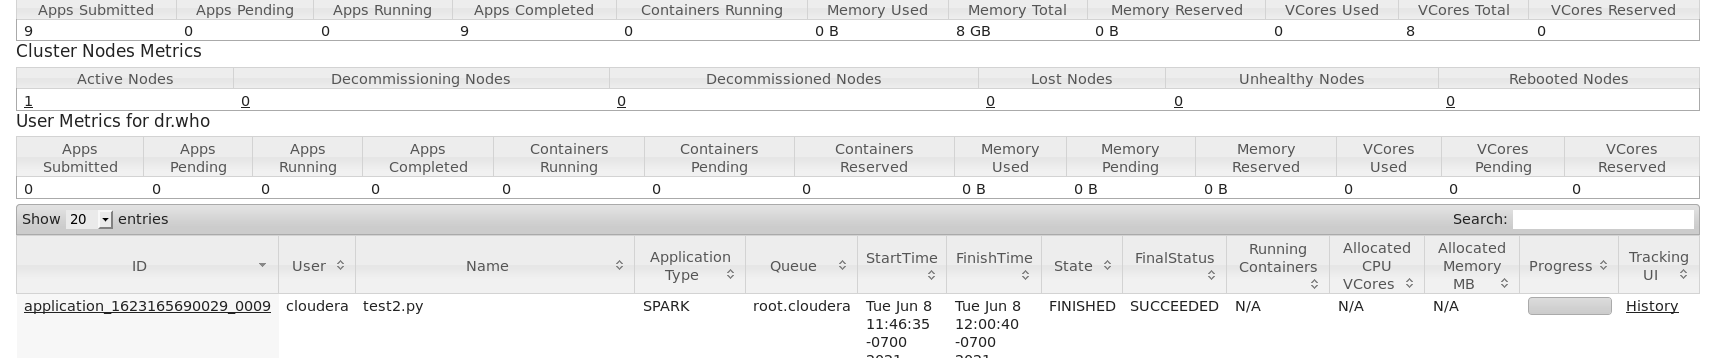 Apps Submitted Apps Pending Apps Running Apps Completed Containers Running Memory Used Memory Total Memory Reserved VCores Used VCores Total VCores Reserved
9 0 0 9 0 0 B 8 GB 0 B 0 8 0
Cluster Nodes Metrics
Active Nodes Decommissioning Nodes Decommissioned Nodes Lost Nodes Unhealthy Nodes Rebooted Nodes
1 0 0 0 0 0
User Metrics for dr.who
Apps Submitted Apps Pending Apps Running Apps Completed Containers Running Containers Pending Containers Reserved Memory Used Memory Pending Memory Reserved VCores Used VCores Pending VCores Reserved
0 0 0 0 0 0 0 0 B 0 B 0 B 0 0 0
Show 20 entries Search:
ID User Name Application Type Queue StartTime FinishTime State FinalStatus Running Containers Allocated CPU VCores Allocated Memory MB Progress Tracking UI
application_1623165690029_0009 cloudera test2.py SPARK root.cloudera Tue Jun 8 Tue Jun 8 FINISHED SUCCEEDED N/A N/A N/A History
11:46:35 12:00:40
-0700 -0700
2021 2021